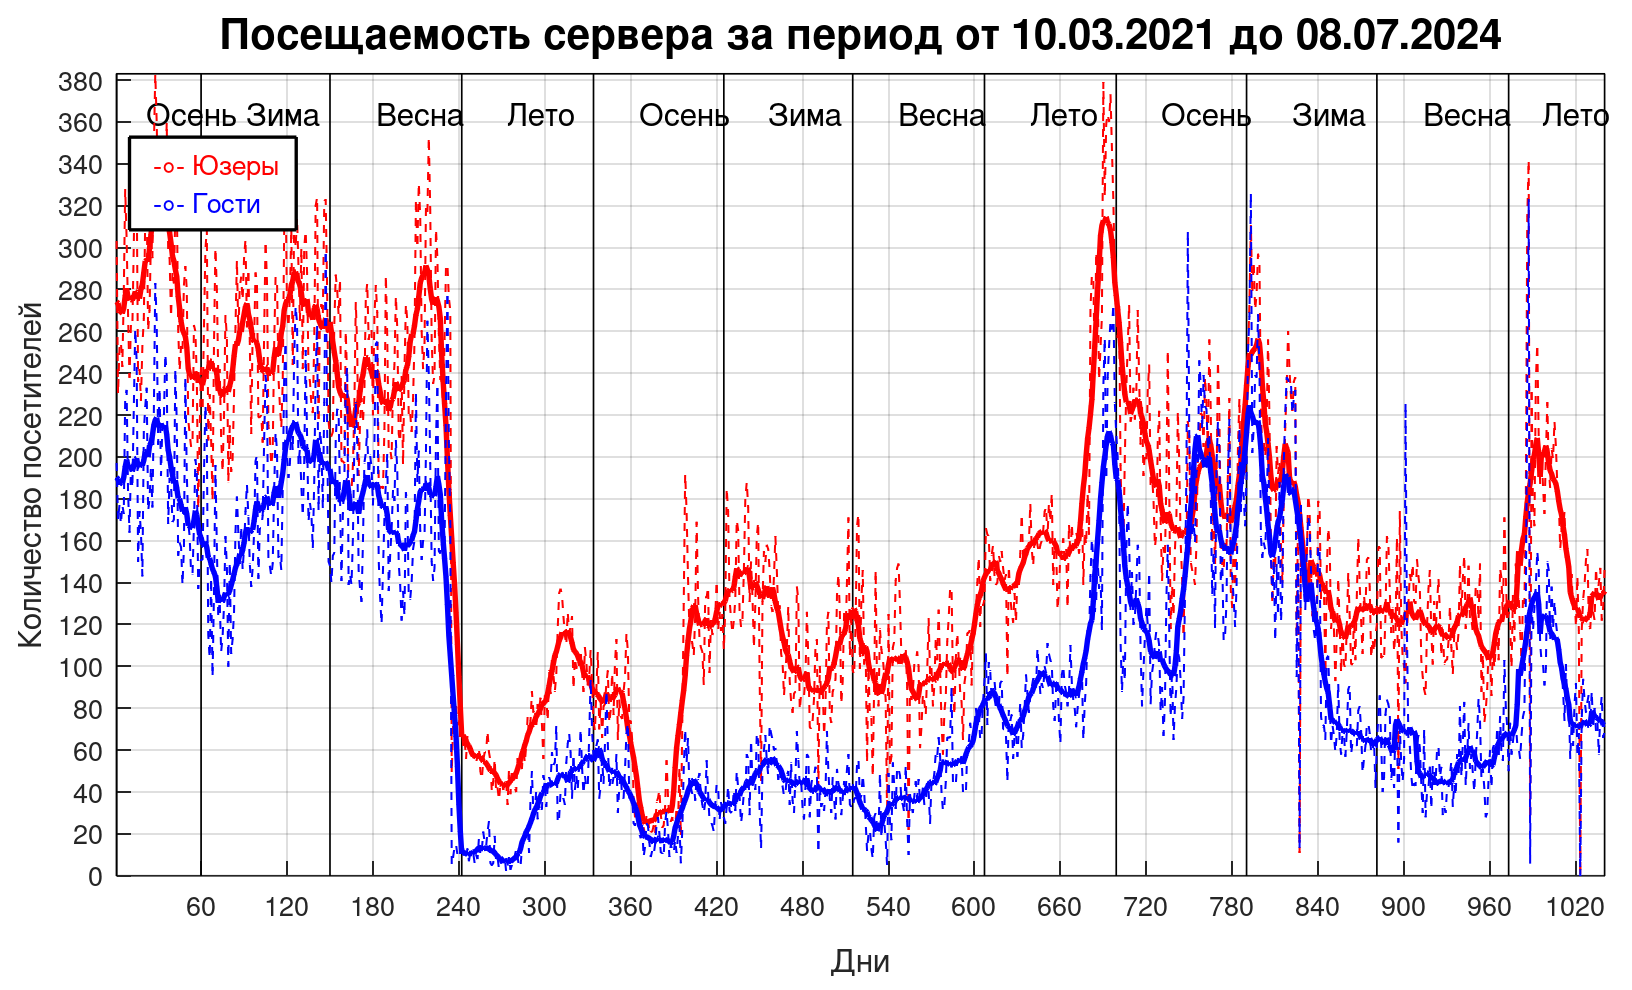 Посещаемость сервера за период от 10.03.2021 до 08.07.2024
Осень Зима Весна Лето Осень Зима Весна Лето Осень Зима Весна Лето
Юзеры
Гости
Количество посетителей
380
360
340
320
300
280
260
240
220
200
180
160
140
120
100
80
60
40
20
0
60 120 180 240 300 360 420 480 540 600 660 720 780 840 900 960 1020
Дни